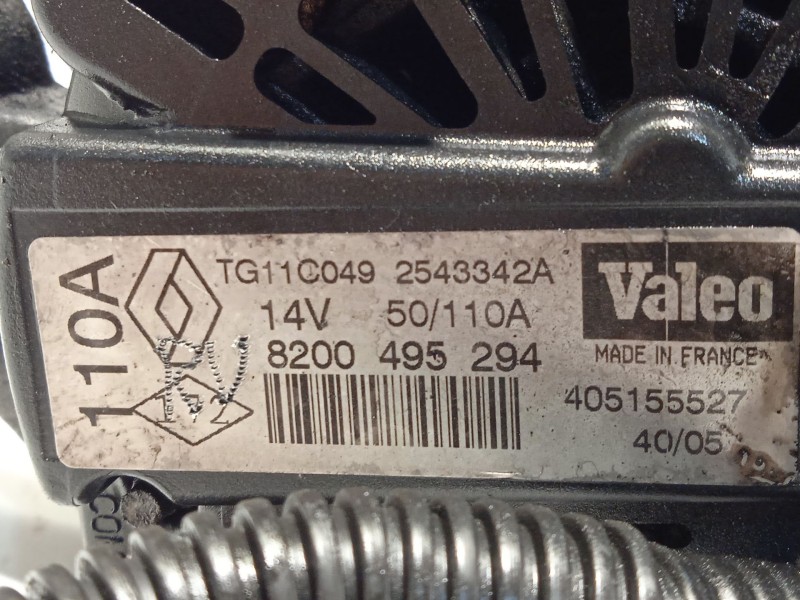 110A
TG11C049 2543342A
14V 50/110A
8200 495 294
Valeo
MADE IN FRANCE
405155527
40/05